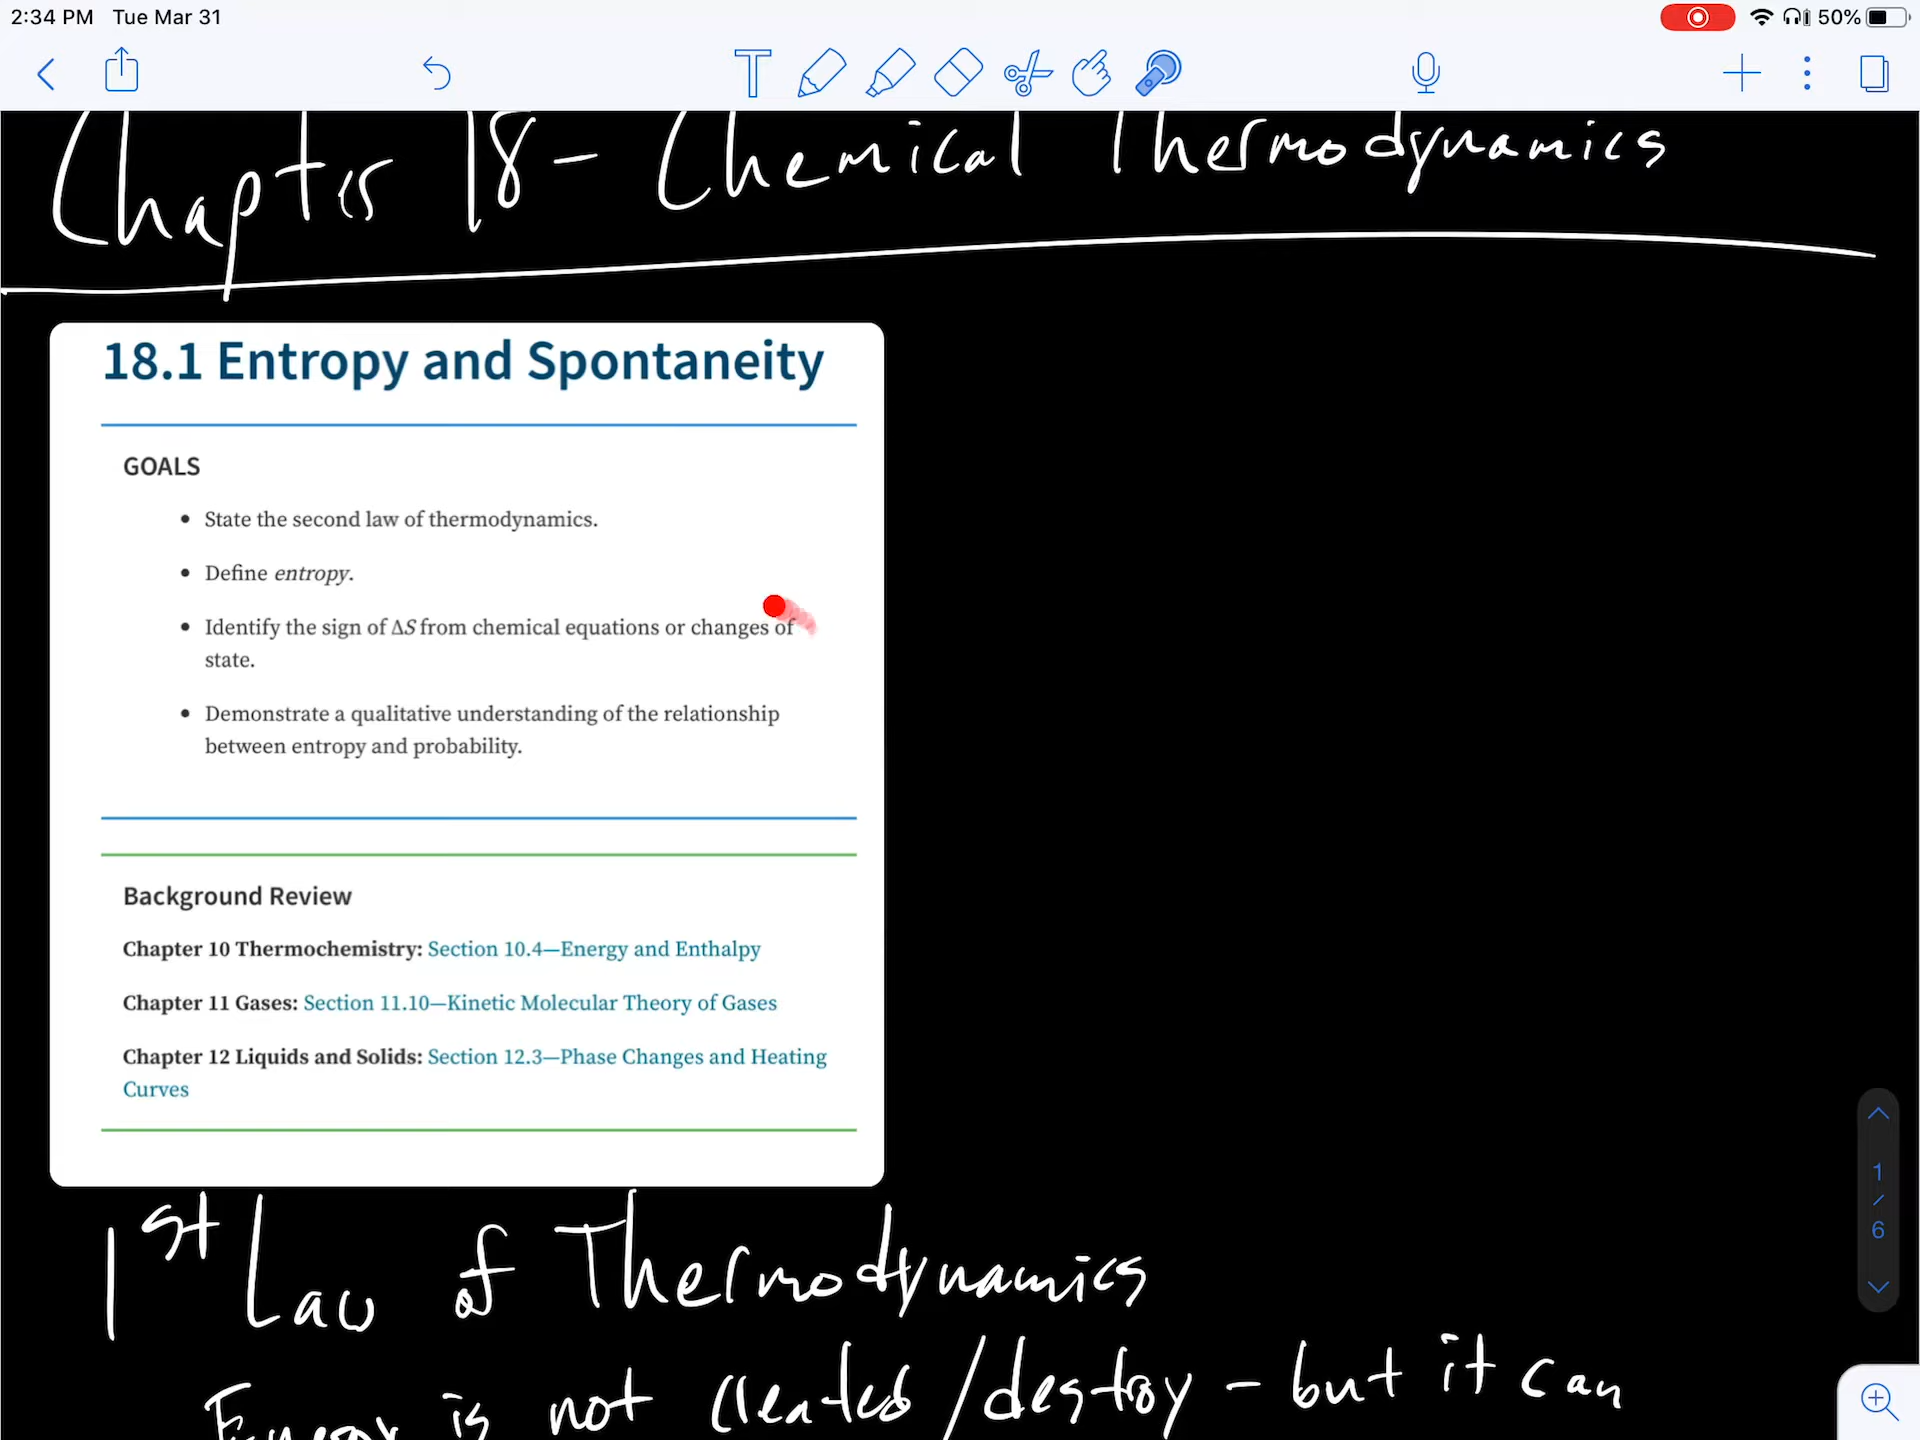 2:34 PM Tue Mar 31
50%
Chapter 18 - Chemical Thermodynamics
18.1 Entropy and Spontaneity
GOALS
• State the second law of thermodynamics.
• Define entropy.
• Identify the sign of ΔS from chemical equations or changes of
state.
• Demonstrate a qualitative understanding of the relationship
between entropy and probability.
Background Review
Chapter 10 Thermochemistry: Section 10.4—Energy and Enthalpy
Chapter 11 Gases: Section 11.10—Kinetic Molecular Theory of Gases
Chapter 12 Liquids and Solids: Section 12.3—Phase Changes and Heating
Curves
1
/
6
1st Law of Thermodynamics
Energy is not created/destroy - but it can